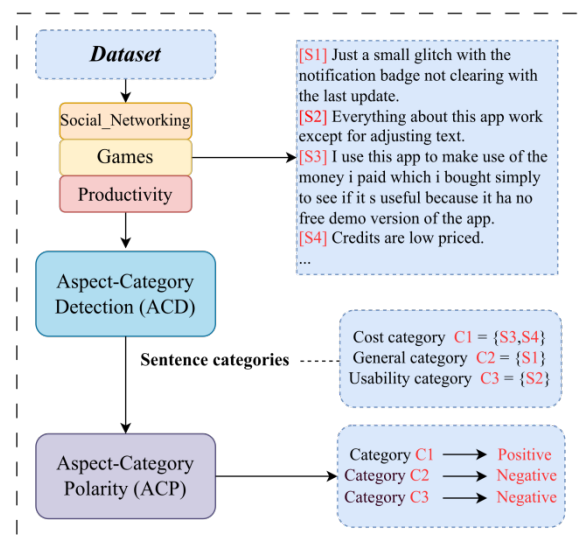 Dataset
Social_Networking
Games
Productivity
[S1] Just a small glitch with the
notification badge not clearing with
the last update.
[S2] Everything about this app work
except for adjusting text.
[S3] I use this app to make use of the
money i paid which i bought simply
to see if it s useful because it ha no
free demo version of the app.
[S4] Credits are low priced.
...
Aspect-Category
Detection (ACD)
Sentence categories
Cost category C1 = {S3,S4}
General category C2 = {S1}
Usability category C3 = {S2}
Aspect-Category
Polarity (ACP)
Category C1 Positive
Category C2 Negative
Category C3 Negative